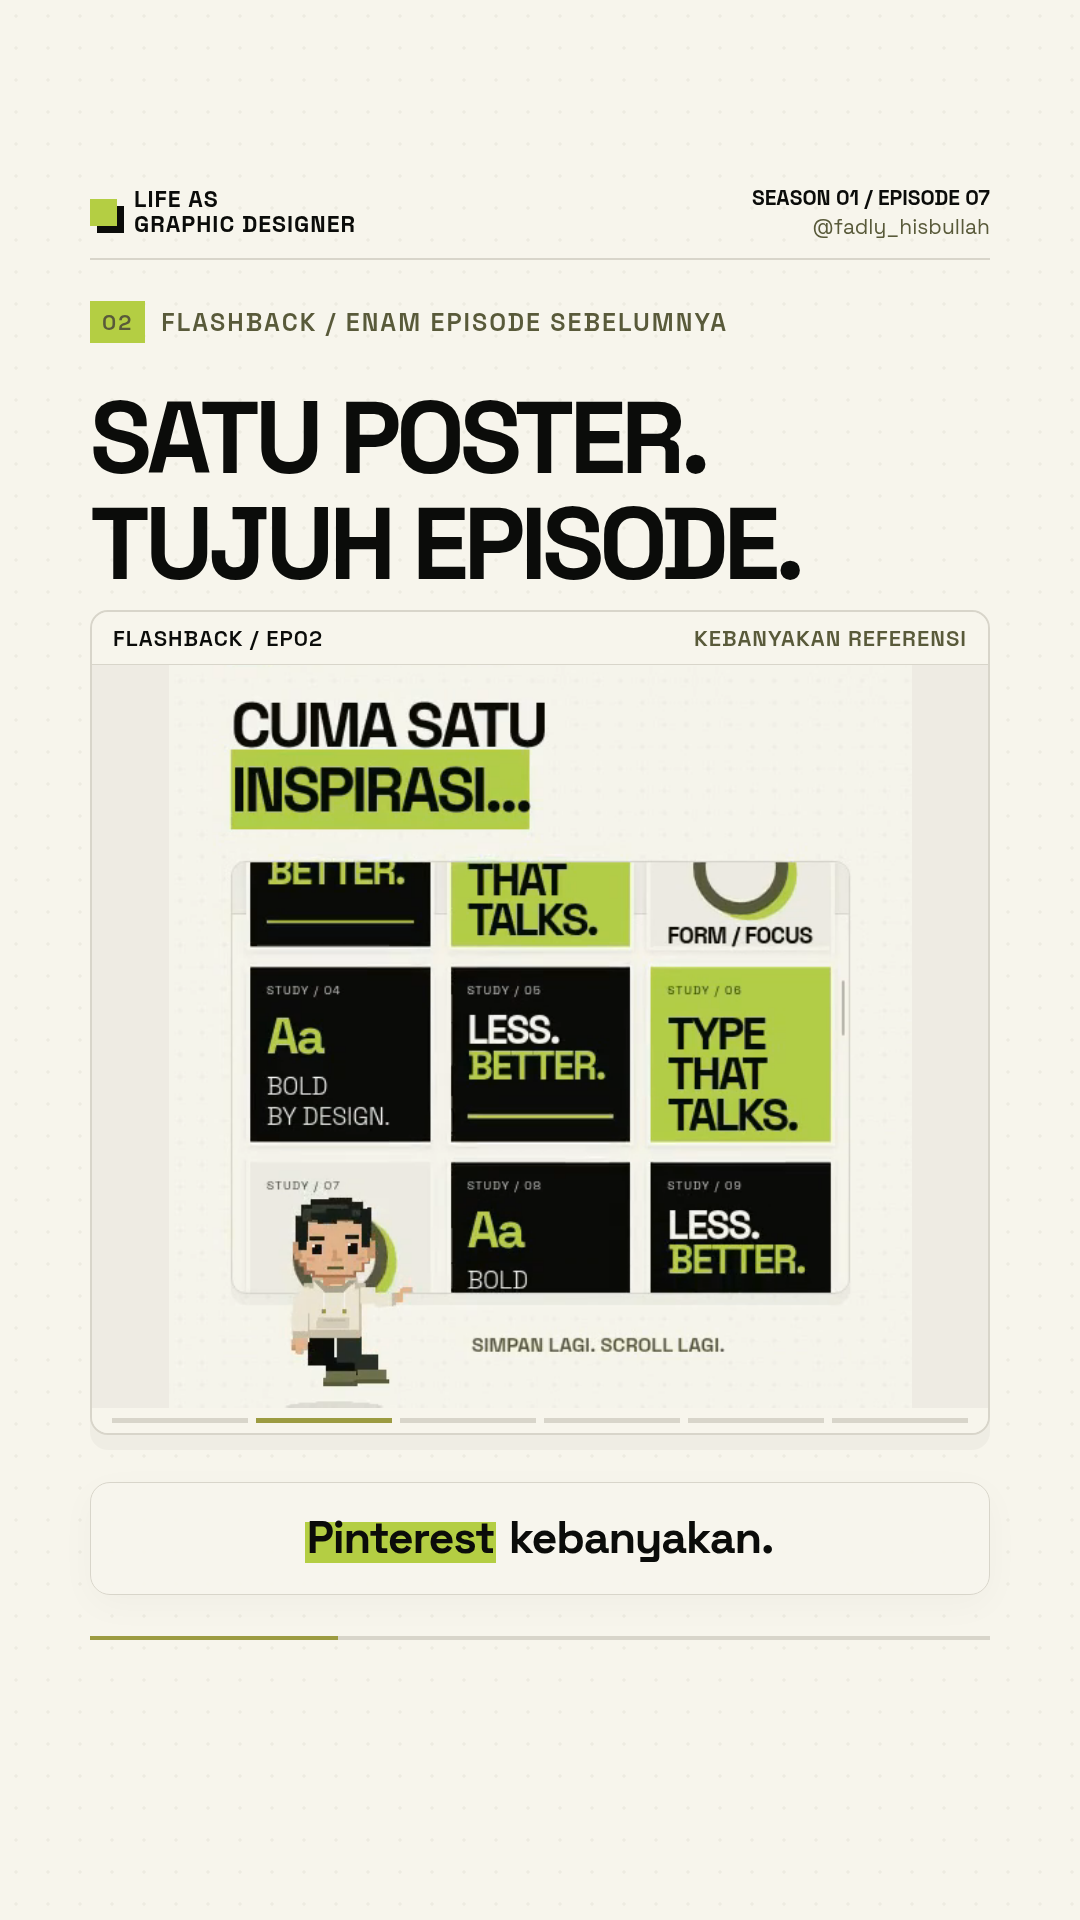 LIFE AS
GRAPHIC DESIGNER
SEASON 01 / EPISODE 07
@fadly_hisbullah
02 FLASHBACK / ENAM EPISODE SEBELUMNYA
SATU POSTER.
TUJUH EPISODE.
FLASHBACK / EP02
KEBANYAKAN REFERENSI
CUMA SATU
INSPIRASI...
BETTER.
THAT
TALKS.
FORM / FOCUS
STUDY / 04
Aa
BOLD
BY DESIGN.
STUDY / 05
LESS.
BETTER.
STUDY / 06
TYPE
THAT
TALKS.
STUDY / 07
STUDY / 08
Aa
BOLD
STUDY / 09
LESS.
BETTER.
SIMPAN LAGI. SCROLL LAGI.
Pinterest kebanyakan.